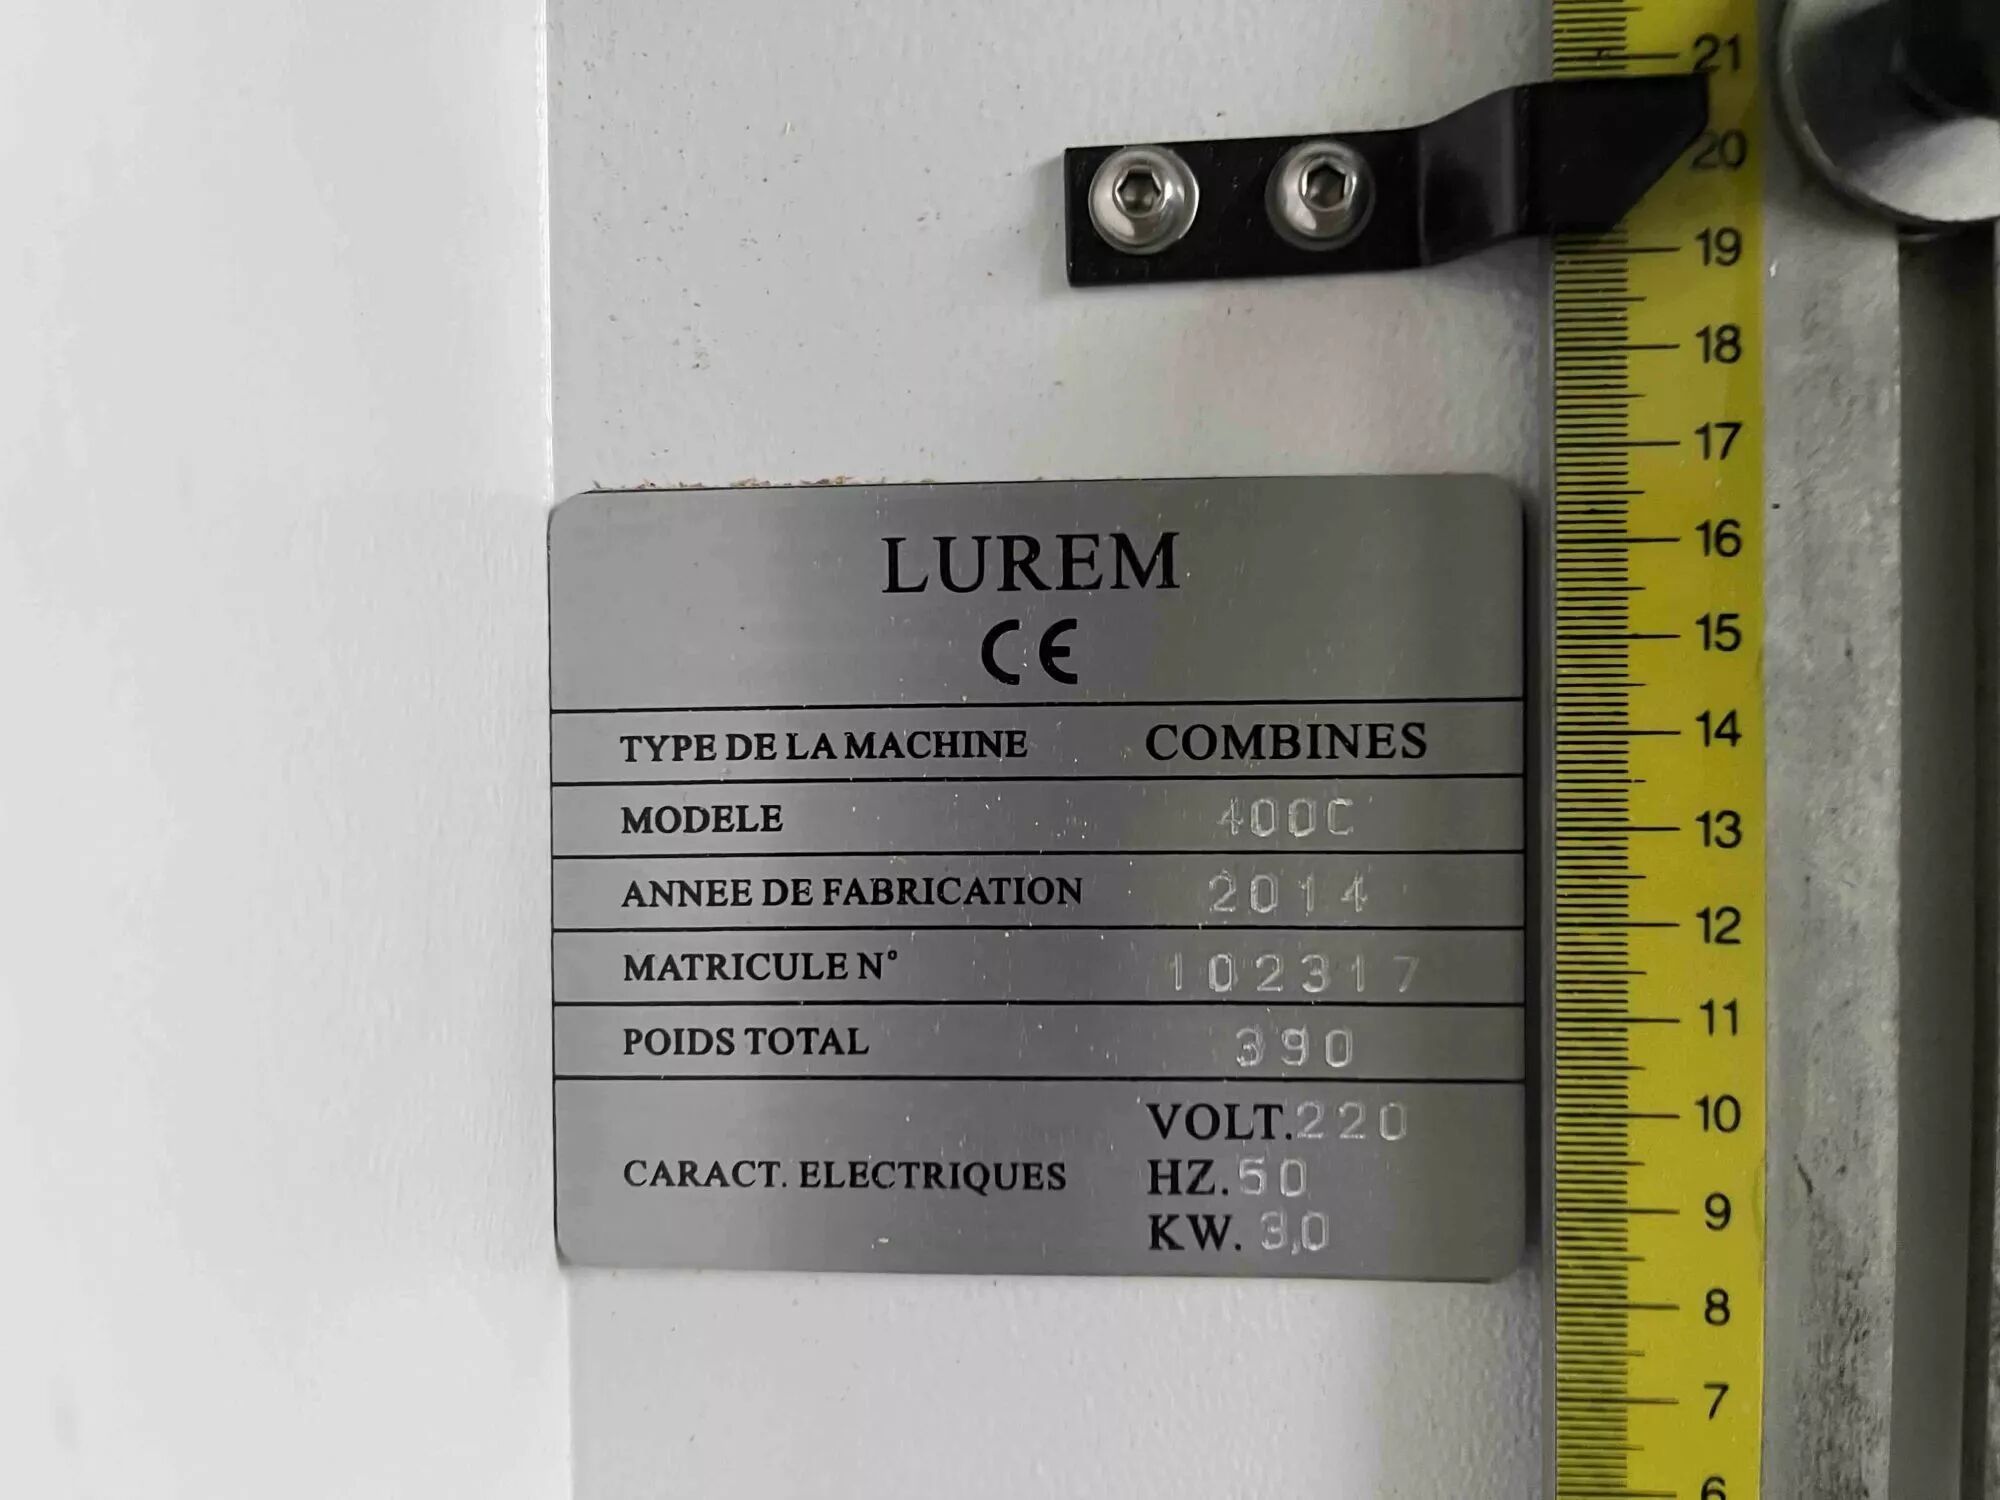 21
20
19
18
17
16
15
14
13
12
11
10
9
8
7
6
LUREM
CE
TYPE DE LA MACHINE COMBINES
MODELE 400C
ANNEE DE FABRICATION 2014
MATRICULE N° 102317
POIDS TOTAL 390
CARACT. ELECTRIQUES
VOLT. 220
HZ. 50
KW. 3,0